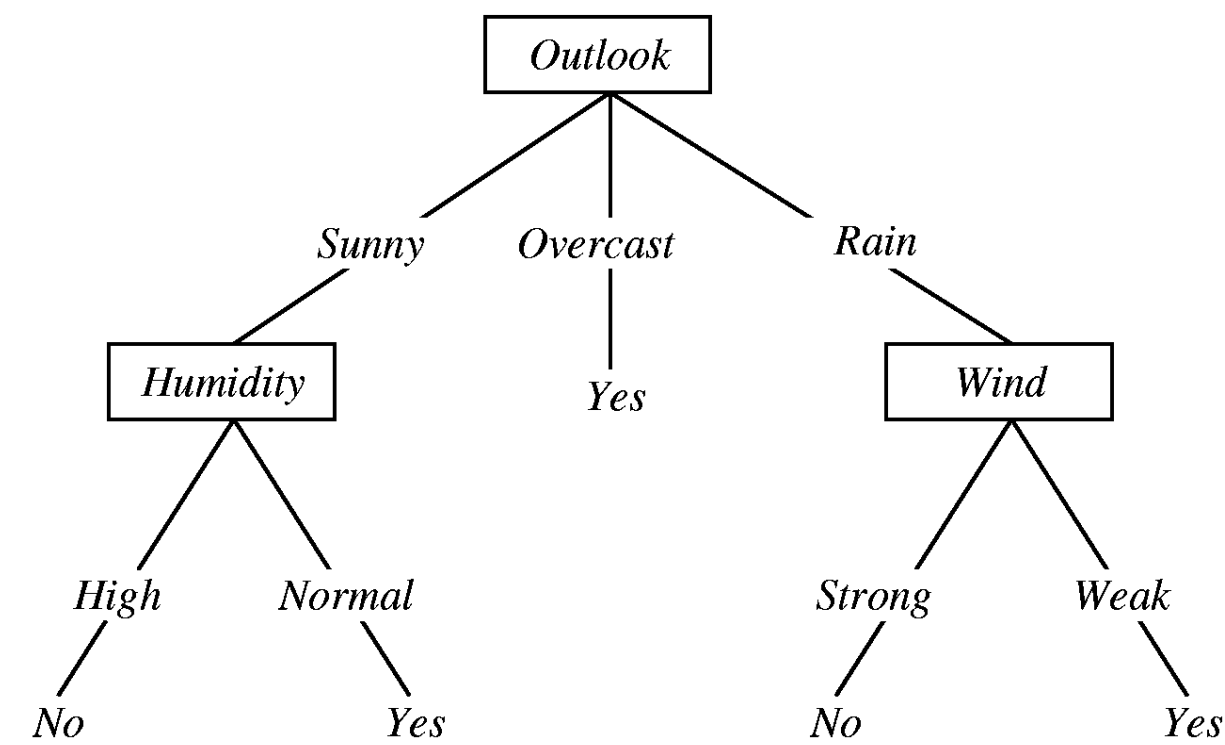 Outlook
Sunny Overcast Rain
Humidity Yes Wind
High Normal Strong Weak
No Yes No Yes